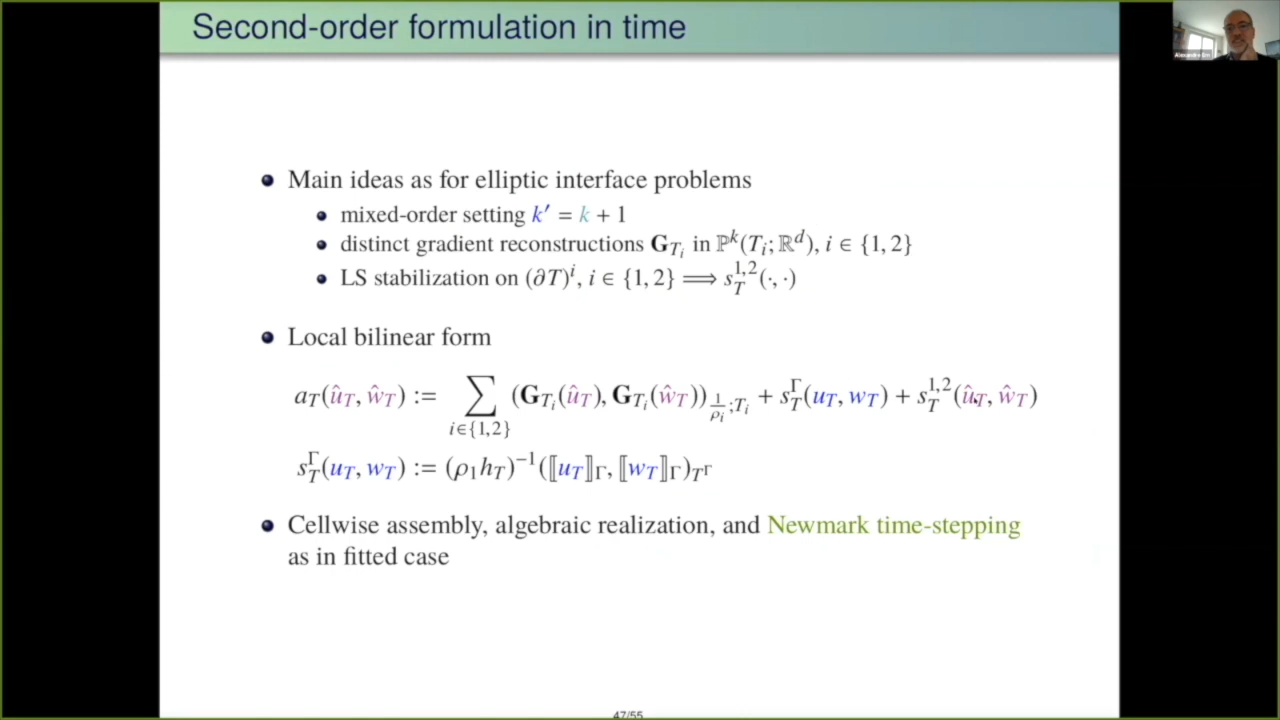 Second-order formulation in time
Main ideas as for elliptic interface problems
mixed-order setting k′ = k + 1
distinct gradient reconstructions G_{T_i} in ℙ^k(T_i; ℝ^d), i ∈ {1, 2}
LS stabilization on (∂T)^i, i ∈ {1, 2} ⟹ s_T^{1,2}(·, ·)
Local bilinear form
a_T(û_T, ŵ_T) := ∑_{i∈{1,2}} (G_{T_i}(û_T), G_{T_i}(ŵ_T))_{1/ρ_i;T_i} + s_T^Γ(u_T, w_T) + s_T^{1,2}(û_T, ŵ_T)
s_T^Γ(u_T, w_T) := (ρ_1 h_T)^{−1}(⟦u_T⟧_Γ, ⟦w_T⟧_Γ)_{T^Γ}
Cellwise assembly, algebraic realization, and Newmark time-stepping
as in fitted case
47/55